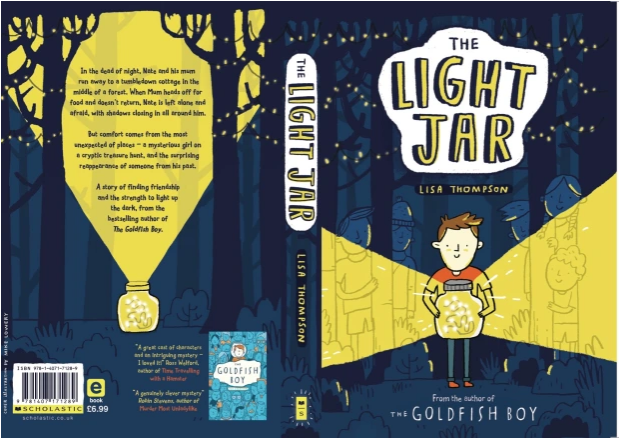 In the dead of night, Nate and his mum
run away to a tumbledown cottage in the
middle of a forest. When Mum heads off for
food and doesn't return, Nate is left alone and
afraid, with shadows closing in all around him.
But comfort comes from the most
unexpected of places – a mysterious girl on
a cryptic treasure hunt, and the surprising
reappearance of someone from his past.
A story of finding friendship
and the strength to light up
the dark, from the
bestselling author of
The Goldfish Boy.
"A great cast of characters
and an intriguing mystery –
I loved it!" Ross Welford,
author of Time Travelling
with a Hamster
"A genuinely clever mystery"
Robin Stevens, author of
Murder Most Unladylike
GOLDFISH
BOY
cover illustration by MIKE LOWERY
ISBN 978-1-4071-7128-9
9 781407 171289
SCHOLASTIC
scholastic.co.uk
e
book
£6.99
THE LIGHT JAR
LISA THOMPSON
S
THE
LIGHT
JAR
LISA THOMPSON
From the author of
THE GOLDFISH BOY